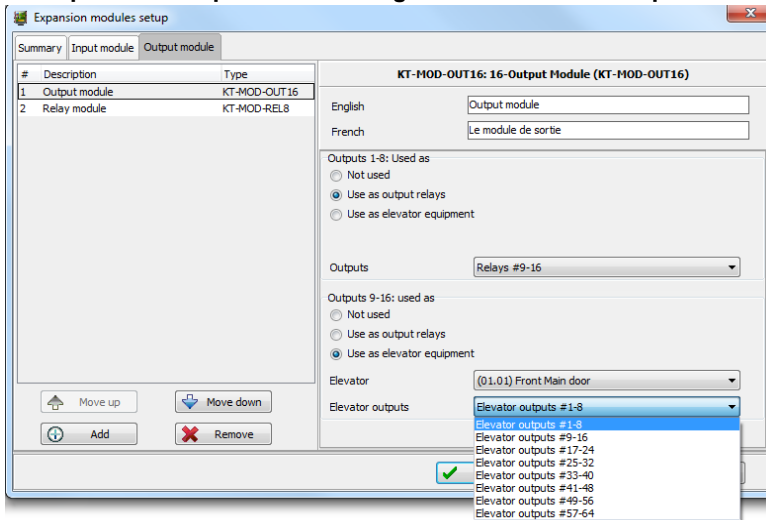 Expansion modules setup
Summary Input module Output module
# Description Type
1 Output module KT-MOD-OUT16
2 Relay module KT-MOD-REL8
KT-MOD-OUT16: 16-Output Module (KT-MOD-OUT16)
English Output module
French Le module de sortie
Outputs 1-8: Used as
Not used
Use as output relays
Use as elevator equipment
Outputs Relays #9-16
Outputs 9-16: used as
Not used
Use as output relays
Use as elevator equipment
Elevator (01.01) Front Main door
Elevator outputs Elevator outputs #1-8
Elevator outputs #1-8
Elevator outputs #9-16
Elevator outputs #17-24
Elevator outputs #25-32
Elevator outputs #33-40
Elevator outputs #41-48
Elevator outputs #49-56
Elevator outputs #57-64
Move up Move down
Add Remove